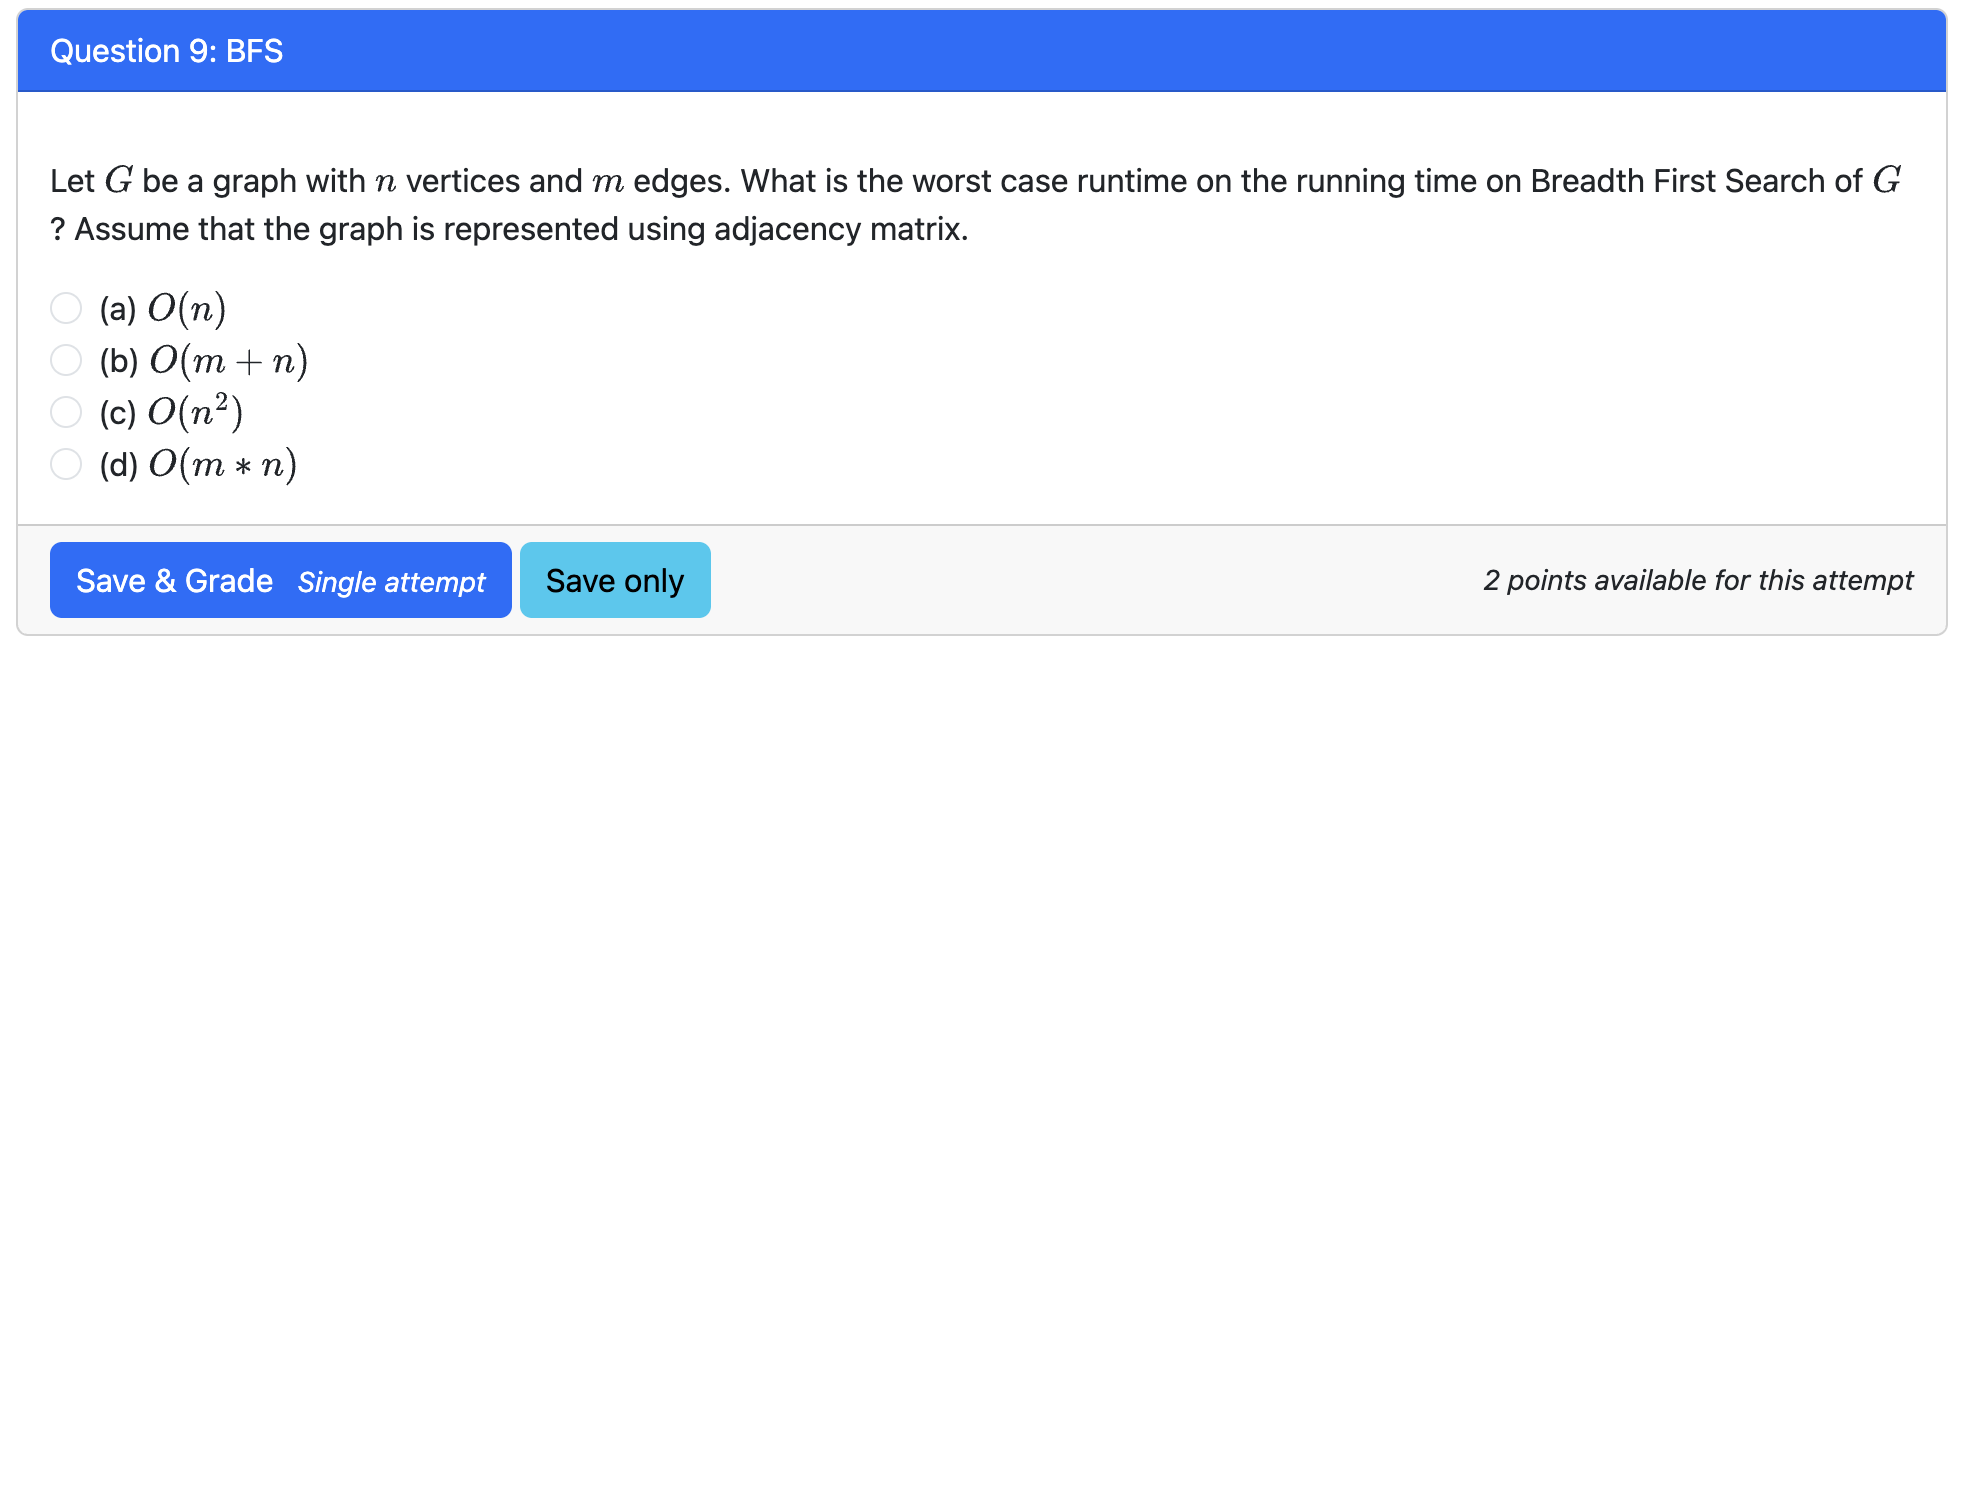 Question 9: BFS
Let G be a graph with n vertices and m edges. What is the worst case runtime on the running time on Breadth First Search of G
? Assume that the graph is represented using adjacency matrix.
(a) O(n)
(b) O(m + n)
(c) O(n²)
(d) O(m * n)
Save & Grade Single attempt Save only 2 points available for this attempt